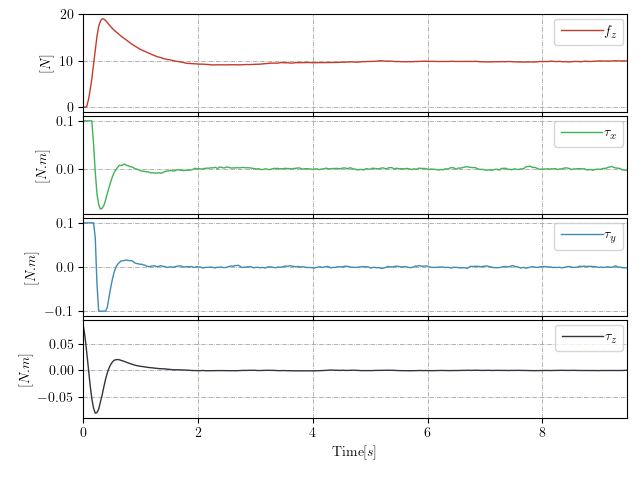 20
10
0
[N]
f_z
0.1
0.0
[N.m]
τ_x
0.1
0.0
−0.1
[N.m]
τ_y
0.05
0.00
−0.05
[N.m]
τ_z
0 2 4 6 8
Time[s]